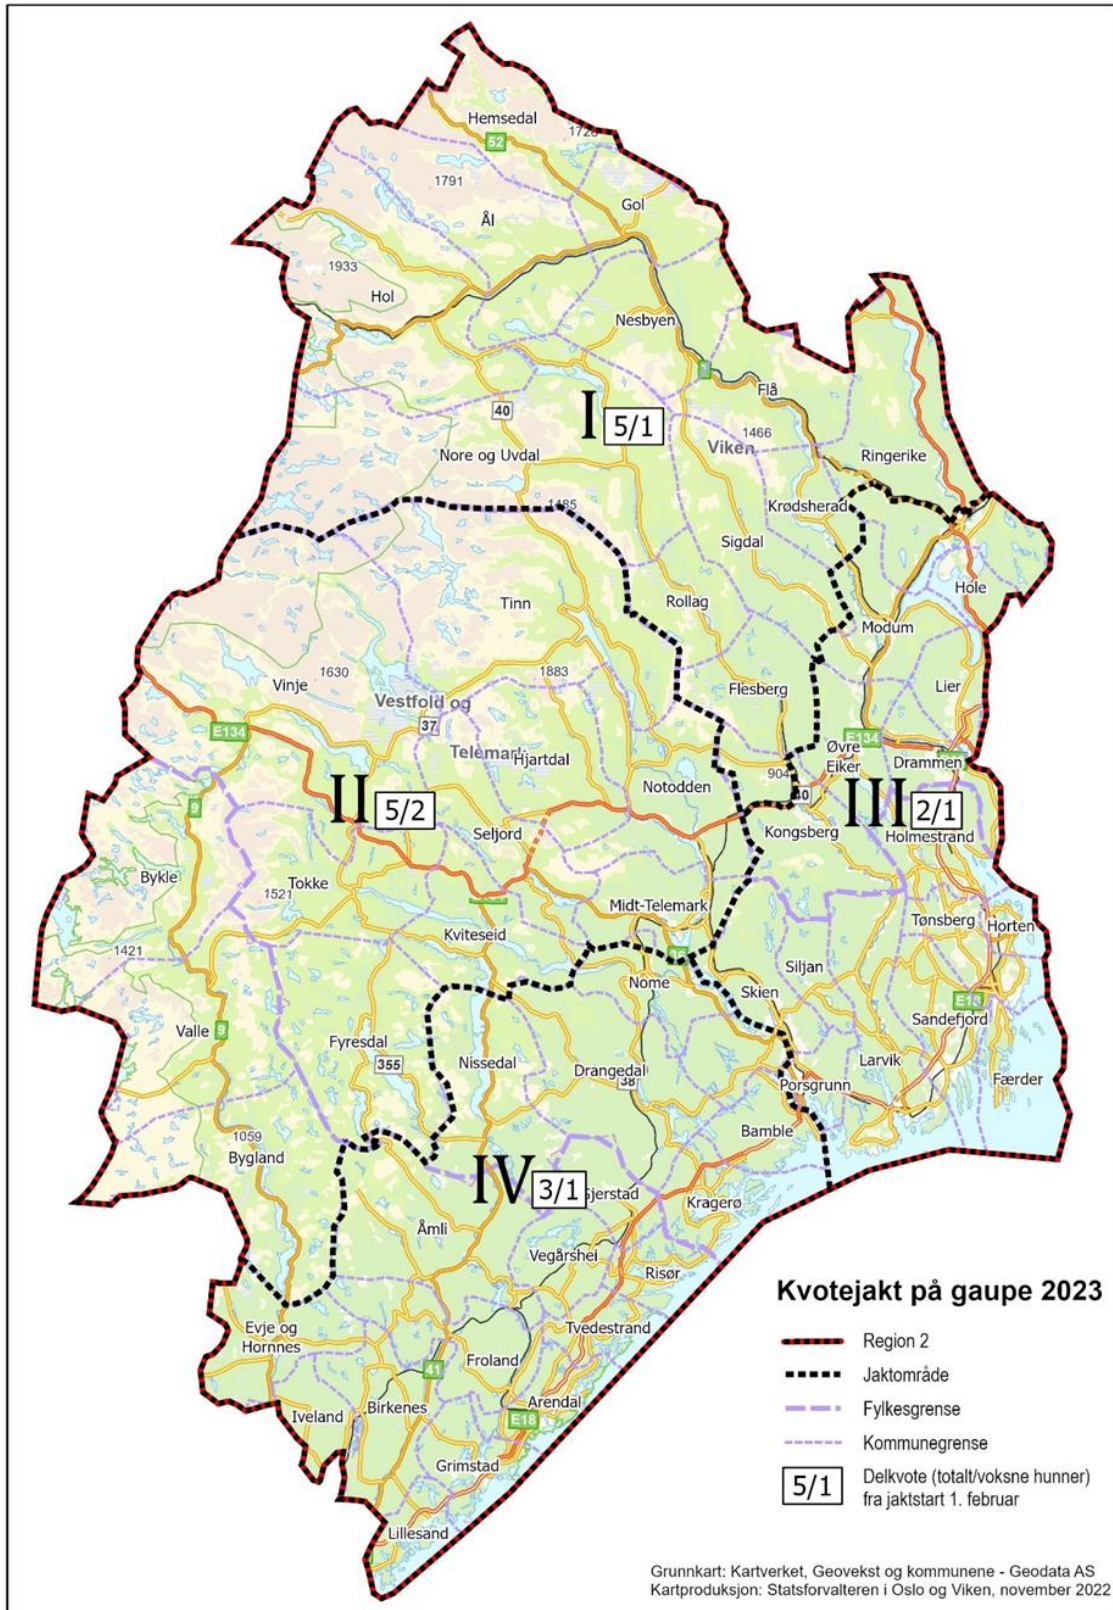 Hemsedal
52
1791
Ål
Gol
1933
Hol
Nesbyen
Flå
I 5/1
40
1466
Viken
Nore og Uvdal
Ringerike
1485
Krødsherad
Sigdal
Hole
Tinn
Rollag
Modum
1630
1883
Vinje
Flesberg
Lier
Vestfold og
Telemark
37
E134
E134
Hjartdal
Øvre
Eiker
Drammen
904
Notodden
40
II 5/2
III 2/1
9
Seljord
Kongsberg
Holmestrand
Bykle
Tokke
1521
Midt-Telemark
Tønsberg
Horten
Kviteseid
1421
Siljan
Nome
Skien
E18
Sandefjord
Valle
9
Fyresdal
Nissedal
355
Drangedal
38
Larvik
Færder
Porsgrunn
Bamble
1059
Bygland
IV 3/1
Gjerstad
Kragerø
Åmli
Vegårshei
Risør
Evje og
Hornnes
Tvedestrand
Froland
41
Iveland
Birkenes
Arendal
E18
Grimstad
Lillesand
Kvotejakt på gaupe 2023
Region 2
Jaktområde
Fylkesgrense
Kommunegrense
5/1
Delkvote (totalt/voksne hunner)
fra jaktstart 1. februar
Grunnkart: Kartverket, Geovekst og kommunene - Geodata AS
Kartproduksjon: Statsforvalteren i Oslo og Viken, november 2022